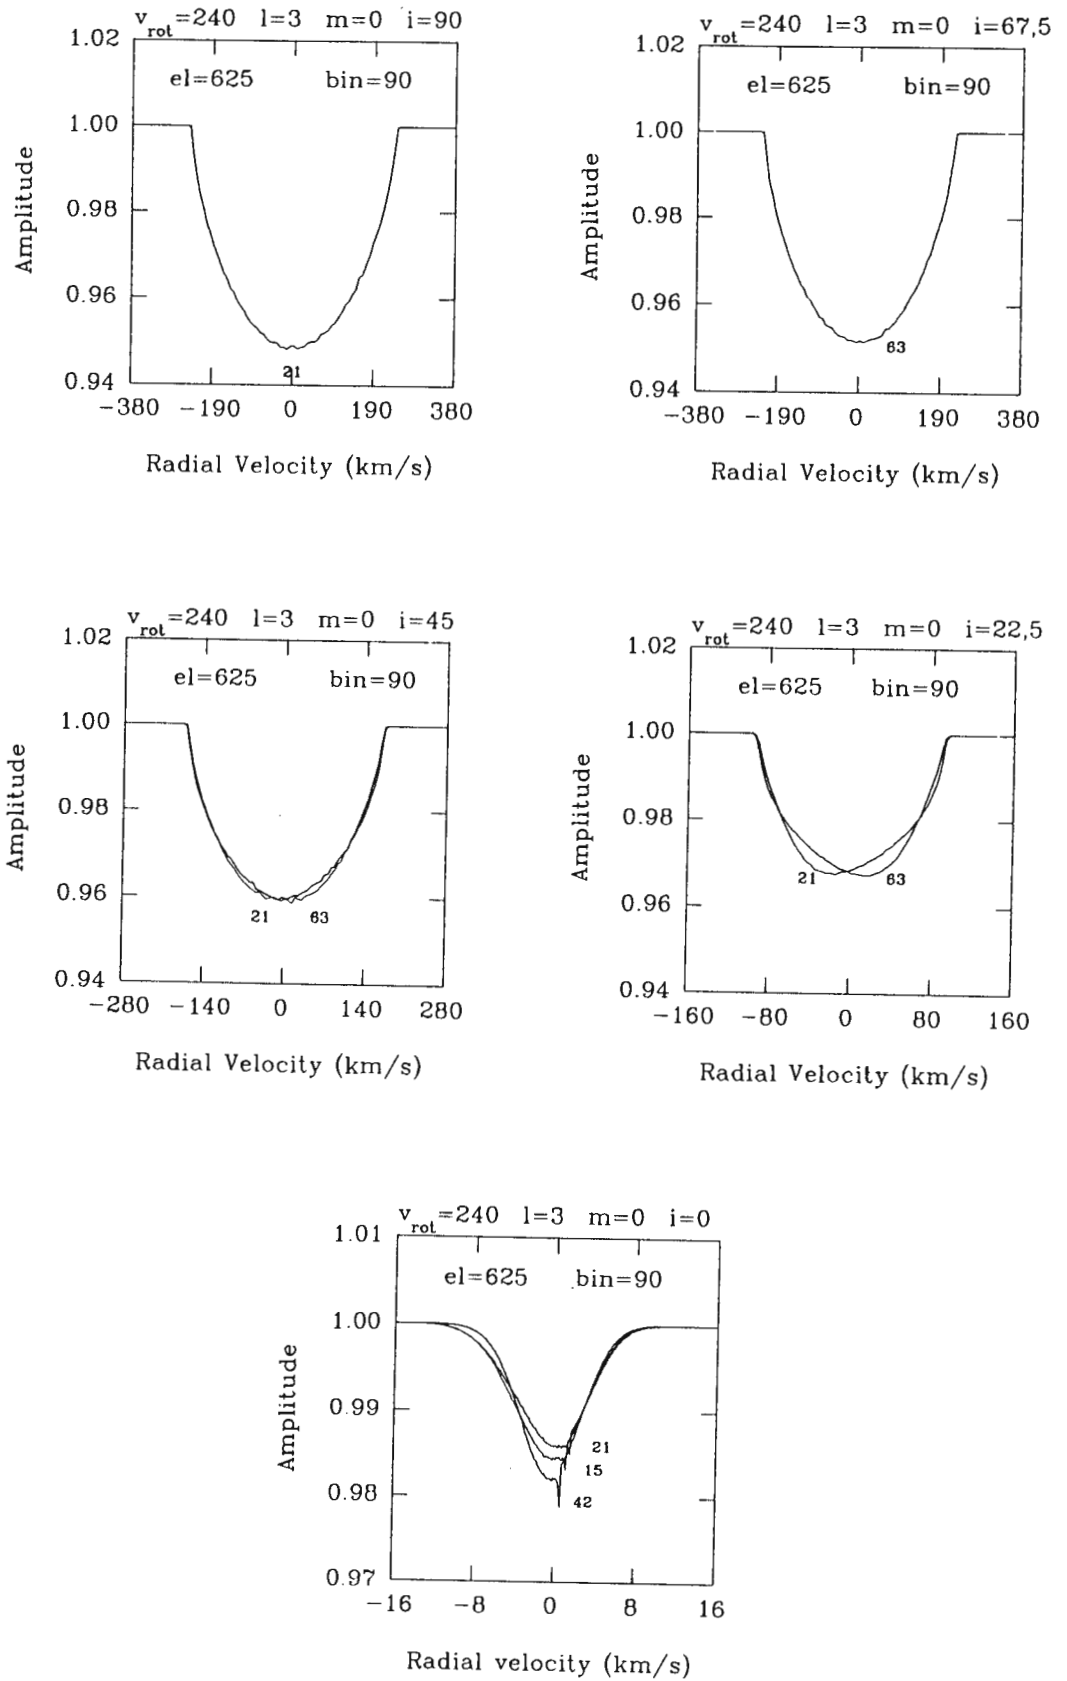 v_rot=240 l=3 m=0 i=90
1.02
el=625 bin=90
1.00
0.98
0.96
0.94
Amplitude
21
−380 −190 0 190 380
Radial Velocity (km/s)
v_rot=240 l=3 m=0 i=67,5
1.02
el=625 bin=90
1.00
0.98
0.96
0.94
Amplitude
63
−380 −190 0 190 380
Radial Velocity (km/s)
v_rot=240 l=3 m=0 i=45
1.02
el=625 bin=90
1.00
0.98
0.96
0.94
Amplitude
21 63
−280 −140 0 140 280
Radial Velocity (km/s)
v_rot=240 l=3 m=0 i=22,5
1.02
el=625 bin=90
1.00
0.98
0.96
0.94
Amplitude
21 63
−160 −80 0 80 160
Radial Velocity (km/s)
v_rot=240 l=3 m=0 i=0
1.01
el=625 bin=90
1.00
0.99
0.98
0.97
Amplitude
21
15
42
−16 −8 0 8 16
Radial velocity (km/s)